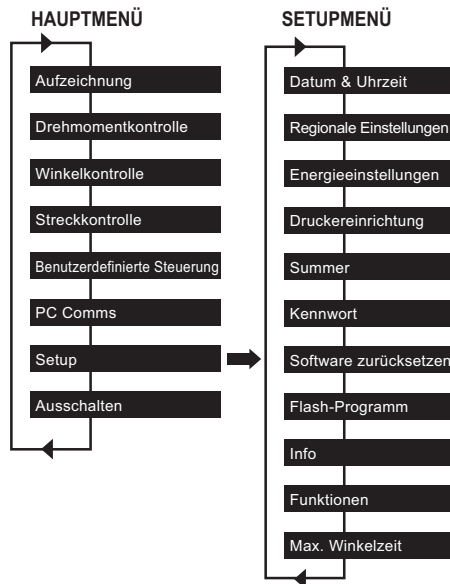 HAUPTMENÜ
Aufzeichnung
Drehmomentkontrolle
Winkelkontrolle
Streckkontrolle
Benutzerdefinierte Steuerung
PC Comms
Setup
Ausschalten
SETUPMENÜ
Datum & Uhrzeit
Regionale Einstellungen
Energieeinstellungen
Druckereinrichtung
Summer
Kennwort
Software zurücksetzen
Flash-Programm
Info
Funktionen
Max. Winkelzeit